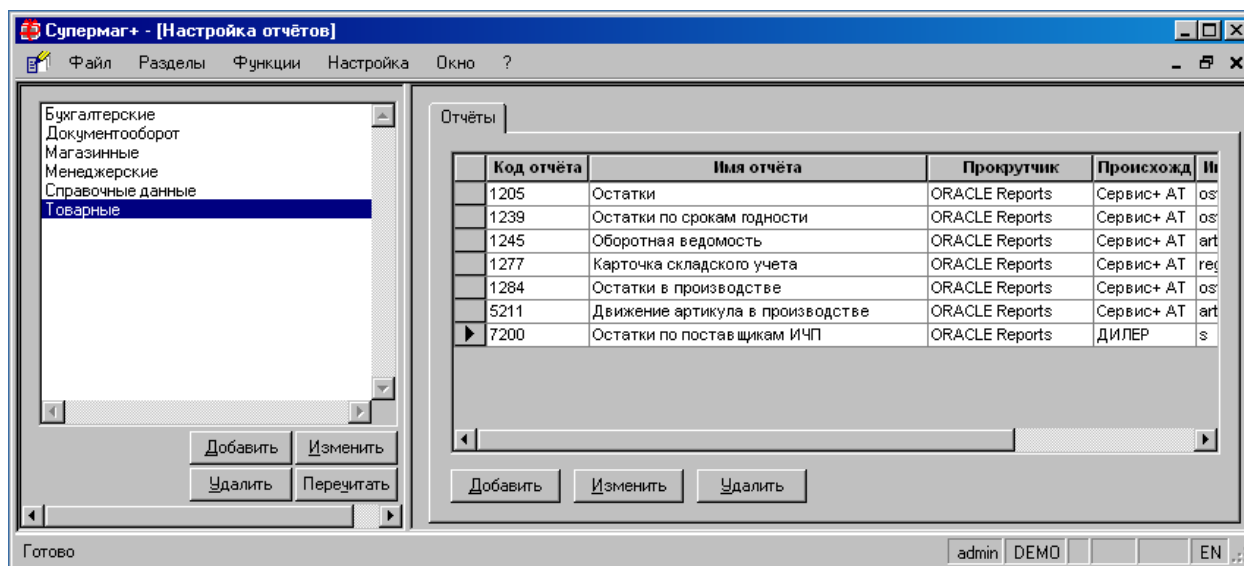 Супермаг+ - [Настройка отчётов]
Файл Разделы Функции Настройка Окно ?
Бухгалтерские
Документооборот
Магазинные
Менеджерские
Справочные данные
Товарные
Добавить Изменить
Удалить Перечитать
Отчёты
Код отчёта Имя отчёта Прокрутчик Происхожд
1205 Остатки ORACLE Reports Сервис+ АТ
1239 Остатки по срокам годности ORACLE Reports Сервис+ АТ
1245 Оборотная ведомость ORACLE Reports Сервис+ АТ art
1277 Карточка складского учета ORACLE Reports Сервис+ АТ
1284 Остатки в производстве ORACLE Reports Сервис+ АТ
5211 Движение артикула в производстве ORACLE Reports Сервис+ АТ art
7200 Остатки по поставщикам ИЧП ORACLE Reports ДИЛЕР s
Добавить Изменить Удалить
Готово admin DEMO EN